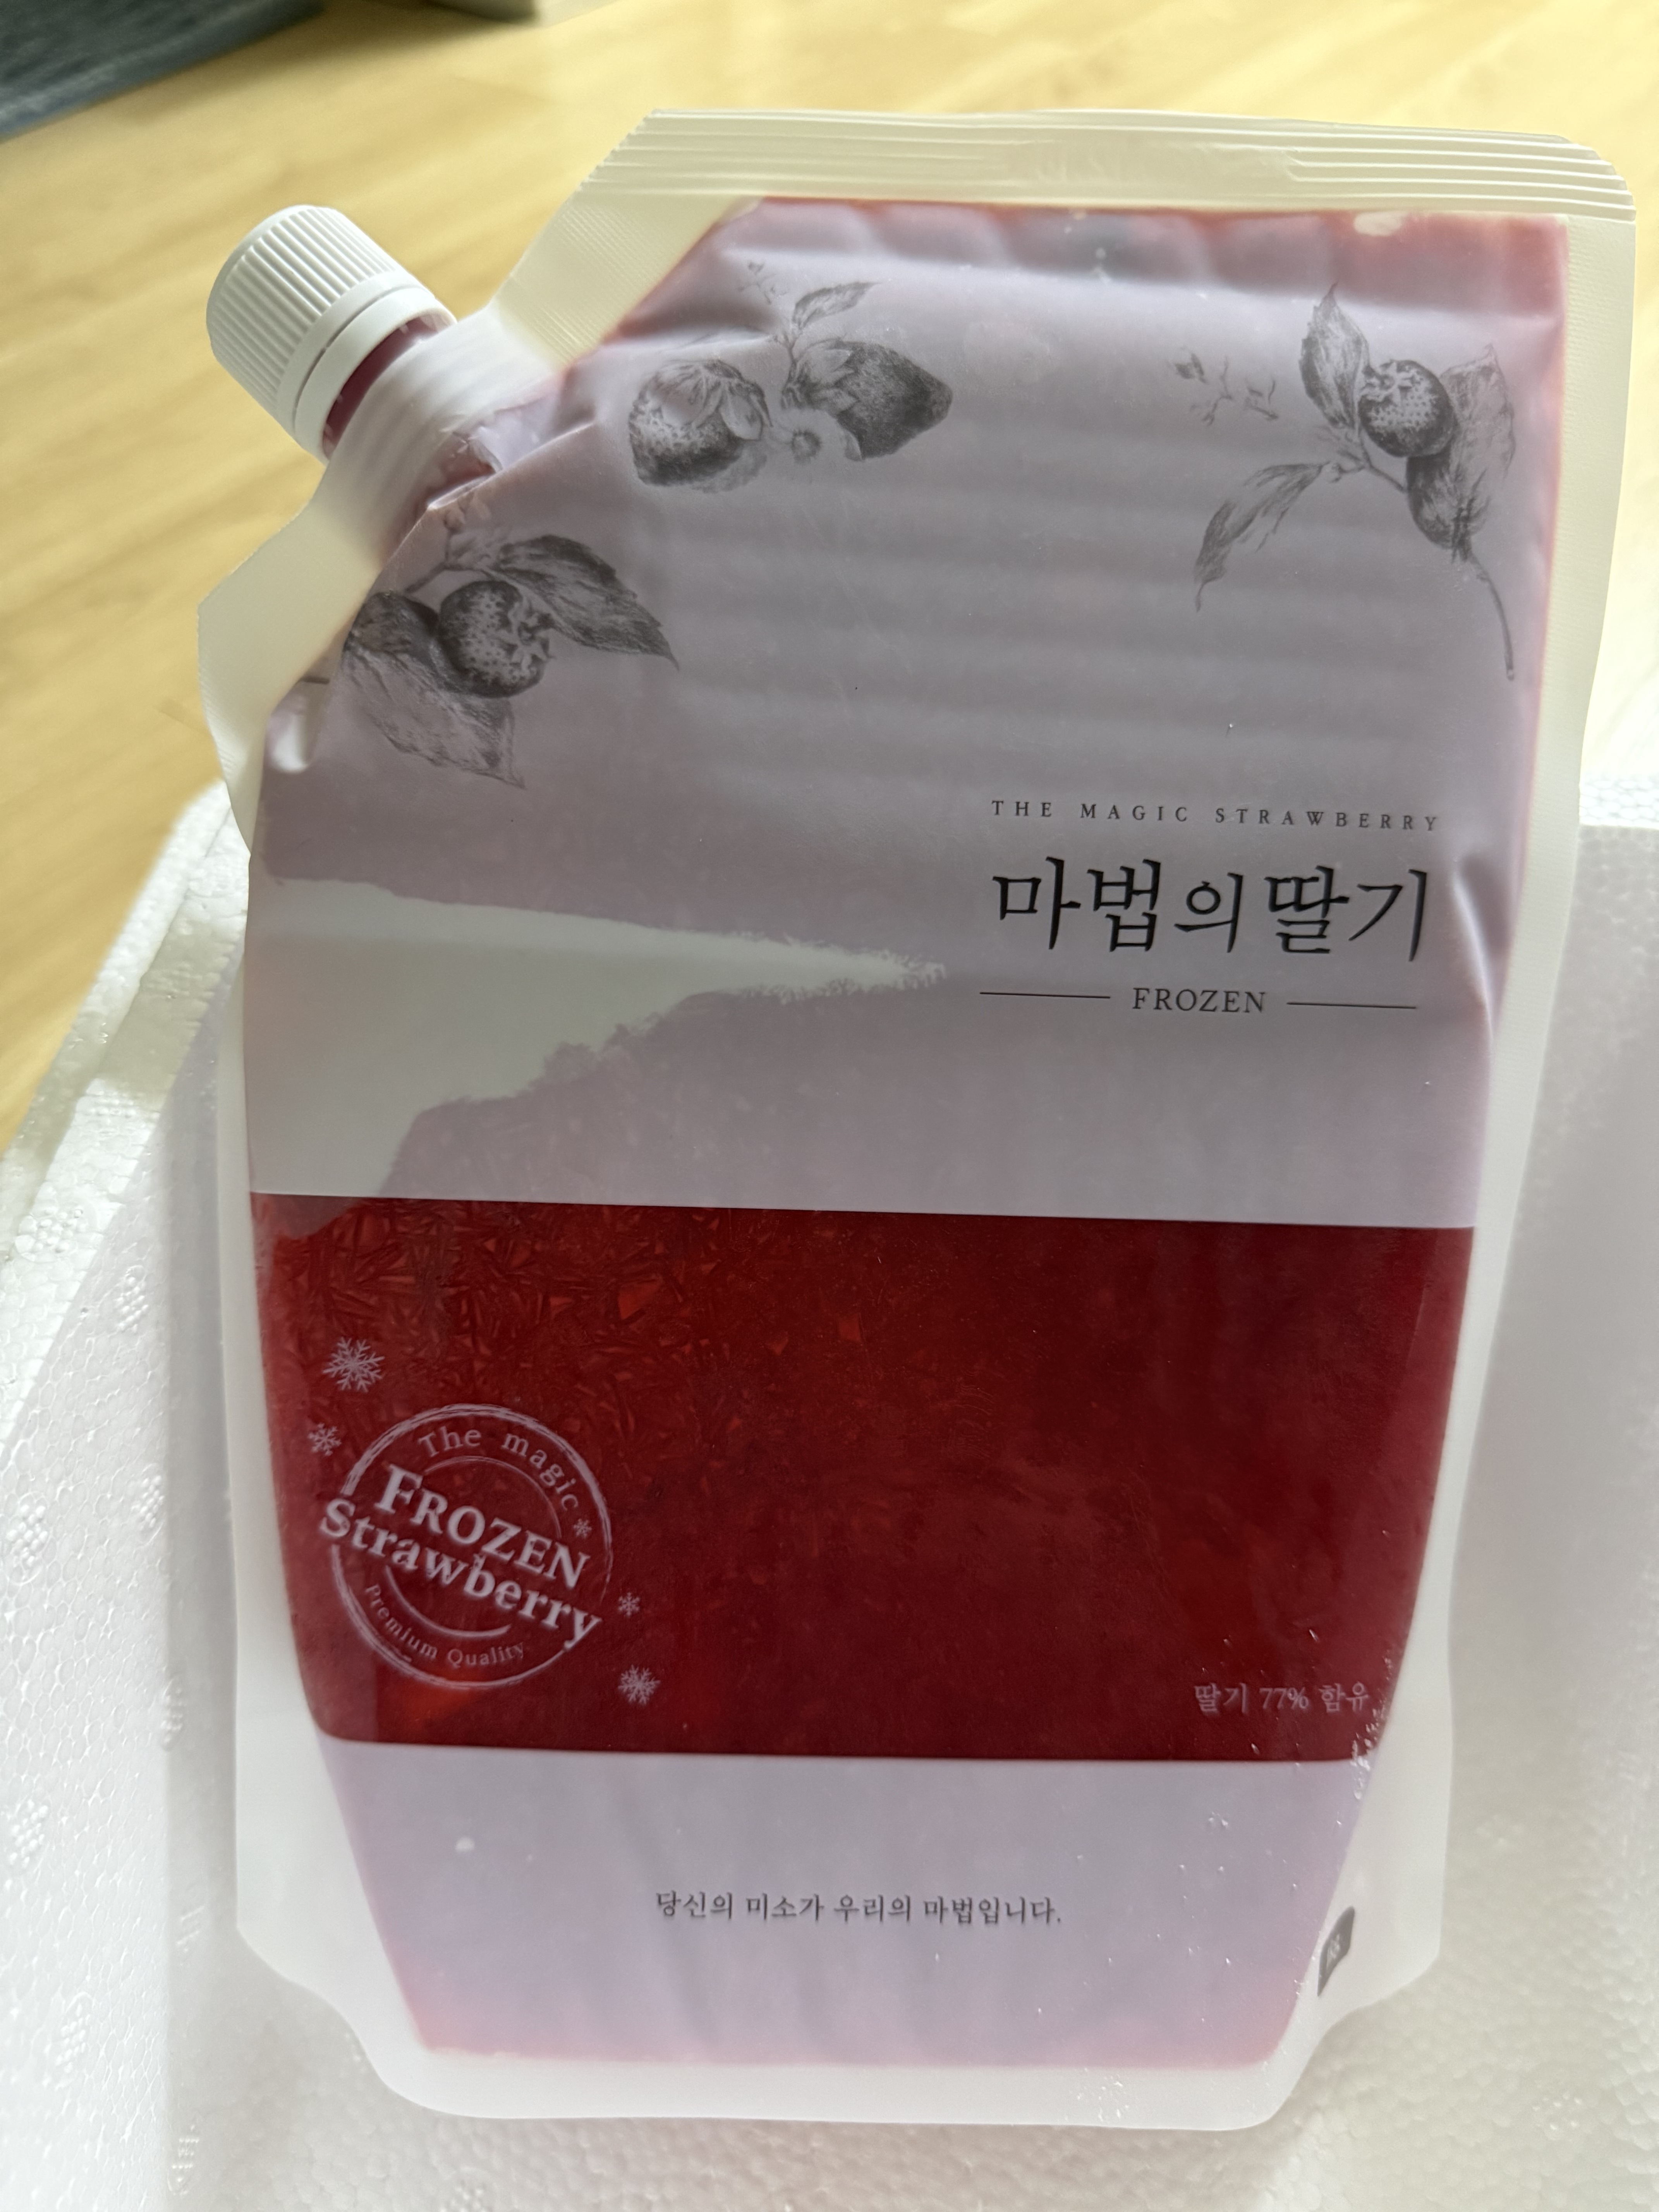 THE MAGIC STRAWBERRY
마법의딸기
FROZEN
The magic
FROZEN
Strawberry
Premium Quality
딸기 77% 함유
당신의 미소가 우리의 마법입니다.